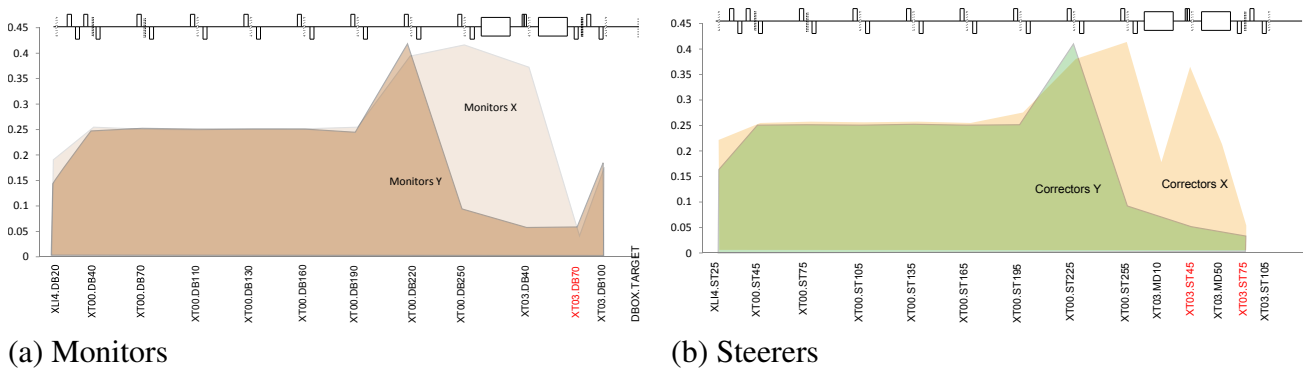 0.45
0.4
0.35
0.3
0.25
0.2
0.15
0.1
0.05
0
Monitors X
Monitors Y
XLI4.DB20
XT00.DB40
XT00.DB70
XT00.DB110
XT00.DB130
XT00.DB160
XT00.DB190
XT00.DB220
XT00.DB250
XT03.DB40
XT03.DB70
XT03.DB100
DBOX.TARGET
(a) Monitors
0.45
0.4
0.35
0.3
0.25
0.2
0.15
0.1
0.05
0
Correctors Y
Correctors X
XLI4.ST25
XT00.ST45
XT00.ST75
XT00.ST105
XT00.ST135
XT00.ST165
XT00.ST195
XT00.ST225
XT00.ST255
XT03.MD10
XT03.ST45
XT03.MD50
XT03.ST75
XT03.ST105
(b) Steerers